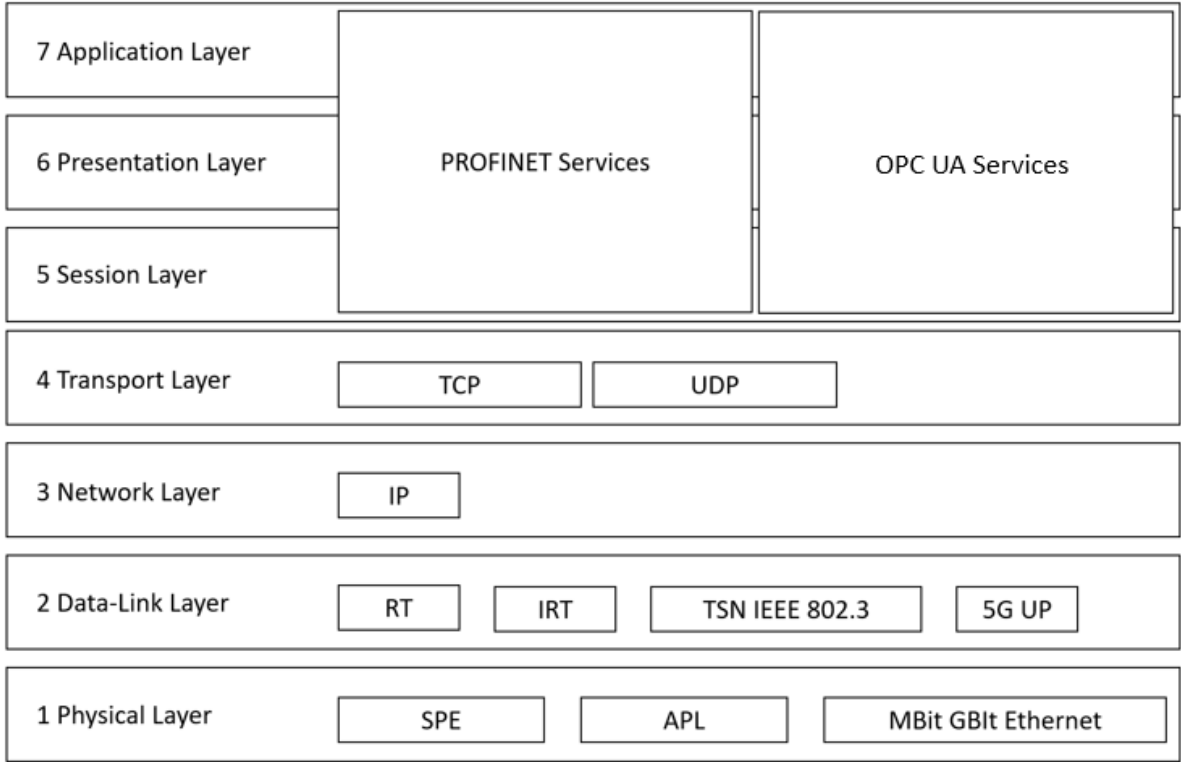 7 Application Layer
6 Presentation Layer
PROFINET Services
OPC UA Services
5 Session Layer
4 Transport Layer
TCP
UDP
3 Network Layer
IP
2 Data-Link Layer
RT
IRT
TSN IEEE 802.3
5G UP
1 Physical Layer
SPE
APL
MBit GBIt Ethernet